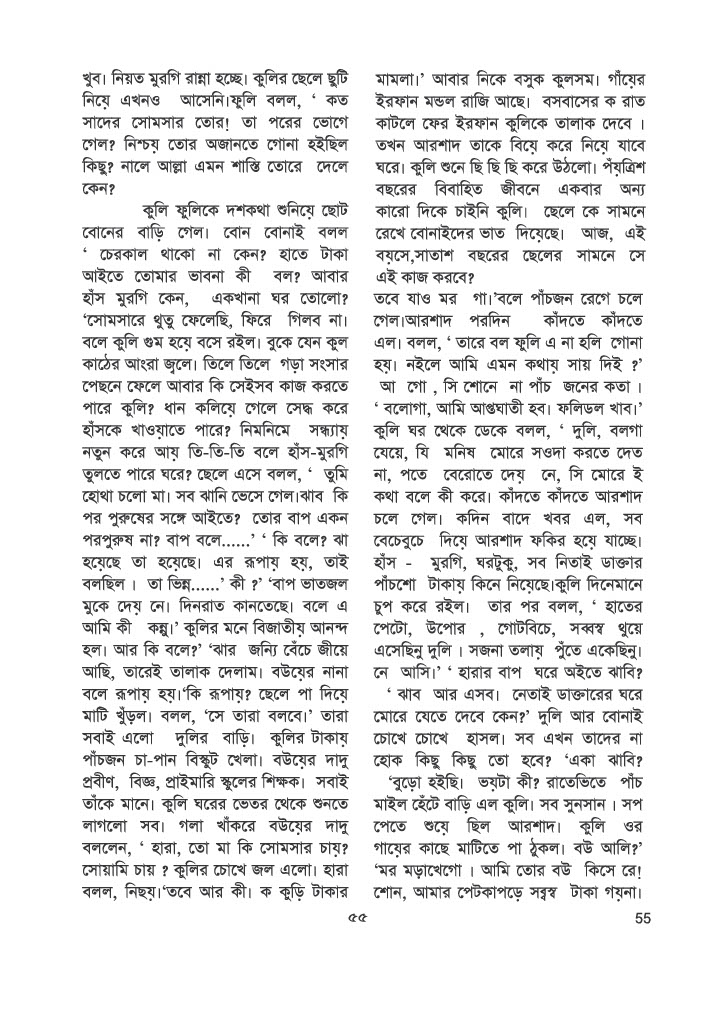 খুব। নিয়ত মুরগি রান্না হচ্ছে। কুলির ছেলে ছুটি
নিয়ে এখনও আসেনি।ফুলি বলল, ‘ কত
সাদের সোমসার তোর! তা পরের ভোগে
গেল? নিশ্চয় তোর অজানতে গোনা হইছিল
কিছু? নালে আল্লা এমন শাস্তি তোরে দেলে
কেন?
কুলি ফুলিকে দশকথা শুনিয়ে ছোট
বোনের বাড়ি গেল। বোন বোনাই বলল
‘ চেরকাল থাকো না কেন? হাতে টাকা
আইতে তোমার ভাবনা কী বল? আবার
হাঁস মুরগি কেন, একখানা ঘর তোলো?
‘সোমসারে থুতু ফেলেছি, ফিরে গিলব না।
বলে কুলি গুম হয়ে বসে রইল। বুকে যেন কুল
কাঠের আংরা জ্বলে। তিলে তিলে গড়া সংসার
পেছনে ফেলে আবার কি সেইসব কাজ করতে
পারে কুলি? ধান কলিয়ে গেলে সেদ্ধ করে
হাঁসকে খাওয়াতে পারে? নিমনিমে সন্ধ্যায়
নতুন করে আয় তি-তি-তি বলে হাঁস-মুরগি
তুলতে পারে ঘরে? ছেলে এসে বলল, ‘ তুমি
হোথা চলো মা। সব ঝানি ভেসে গেল।ঝাব কি
পর পুরুষের সঙ্গে আইতে? তোর বাপ একন
পরপুরুষ না? বাপ বলে......’ ‘ কি বলে? ঝা
হয়েছে তা হয়েছে। এর রূপায় হয়, তাই
বলছিল। তা ভিন্ন......’ কী ?’ ‘বাপ ভাতজল
মুকে দেয় নে। দিনরাত কানতেছে। বলে এ
আমি কী কন্নু।’ কুলির মনে বিজাতীয় আনন্দ
হল। আর কি বলে?’ ‘ঝার জন্যি বেঁচে জীয়ে
আছি, তারেই তালাক দেলাম। বউয়ের নানা
বলে রূপায় হয়।‘কি রূপায়? ছেলে পা দিয়ে
মাটি খুঁড়ল। বলল, ‘সে তারা বলবে।’ তারা
সবাই এলো দুলির বাড়ি। কুলির টাকায়
পাঁচজন চা-পান বিস্কুট খেলা। বউয়ের দাদু
প্রবীণ, বিজ্ঞ, প্রাইমারি স্কুলের শিক্ষক। সবাই
তাঁকে মানে। কুলি ঘরের ভেতর থেকে শুনতে
লাগলো সব। গলা খাঁকরে বউয়ের দাদু
বললেন, ‘ হারা, তো মা কি সোমসার চায়?
সোয়ামি চায় ? কুলির চোখে জল এলো। হারা
বলল, নিছয়।‘তবে আর কী। ক কুড়ি টাকার
মামলা।’ আবার নিকে বসুক কুলসম। গাঁয়ের
ইরফান মন্ডল রাজি আছে। বসবাসের ক রাত
কাটলে ফের ইরফান কুলিকে তালাক দেবে ।
তখন আরশাদ তাকে বিয়ে করে নিয়ে যাবে
ঘরে। কুলি শুনে ছি ছি ছি করে উঠলো। পঁয়ত্রিশ
বছরের বিবাহিত জীবনে একবার অন্য
কারো দিকে চাইনি কুলি। ছেলে কে সামনে
রেখে বোনাইদের ভাত দিয়েছে। আজ, এই
বয়সে,সাতাশ বছরের ছেলের সামনে সে
এই কাজ করবে?
তবে যাও মর গা।’বলে পাঁচজন রেগে চলে
গেল।আরশাদ পরদিন কাঁদতে কাঁদতে
এল। বলল, ‘ তারে বল ফুলি এ না হলি গোনা
হয়। নইলে আমি এমন কথায় সায় দিই ?’
আ গো , সি শোনে না পাঁচ জনের কতা ।
‘ বলোগা, আমি আপ্তঘাতী হব। ফলিডল খাব।’
কুলি ঘর থেকে ডেকে বলল, ‘ দুলি, বলগা
যেয়ে, যি মনিষ মোরে সওদা করতে দেত
না, পতে বেরোতে দেয় নে, সি মোরে ই
কথা বলে কী করে। কাঁদতে কাঁদতে আরশাদ
চলে গেল। কদিন বাদে খবর এল, সব
বেচেবুচে দিয়ে আরশাদ ফকির হয়ে যাচ্ছে।
হাঁস - মুরগি, ঘরটুকু, সব নিতাই ডাক্তার
পাঁচশো টাকায় কিনে নিয়েছে।কুলি দিনেমানে
চুপ করে রইল। তার পর বলল, ‘ হাতের
পেটো, উপোর , গোটবিচে, সব্বস্ব থুয়ে
এসেছিনু দুলি । সজনা তলায় পুঁতে একেছিনু।
নে আসি।’ ‘ হারার বাপ ঘরে অইতে ঝাবি?
‘ ঝাব আর এসব। নেতাই ডাক্তারের ঘরে
মোরে যেতে দেবে কেন?’ দুলি আর বোনাই
চোখে চোখে হাসল। সব এখন তাদের না
হোক কিছু কিছু তো হবে? ‘একা ঝাবি?
‘বুড়ো হইছি। ভয়টা কী? রাতেভিতে পাঁচ
মাইল হেঁটে বাড়ি এল কুলি। সব সুনসান । সপ
পেতে শুয়ে ছিল আরশাদ। কুলি ওর
গায়ের কাছে মাটিতে পা ঠুকল। বউ আলি?’
‘মর মড়াখেগো । আমি তোর বউ কিসে রে!
শোন, আমার পেটকাপড়ে সব্বস্ব টাকা গয়না।
৫৫
55